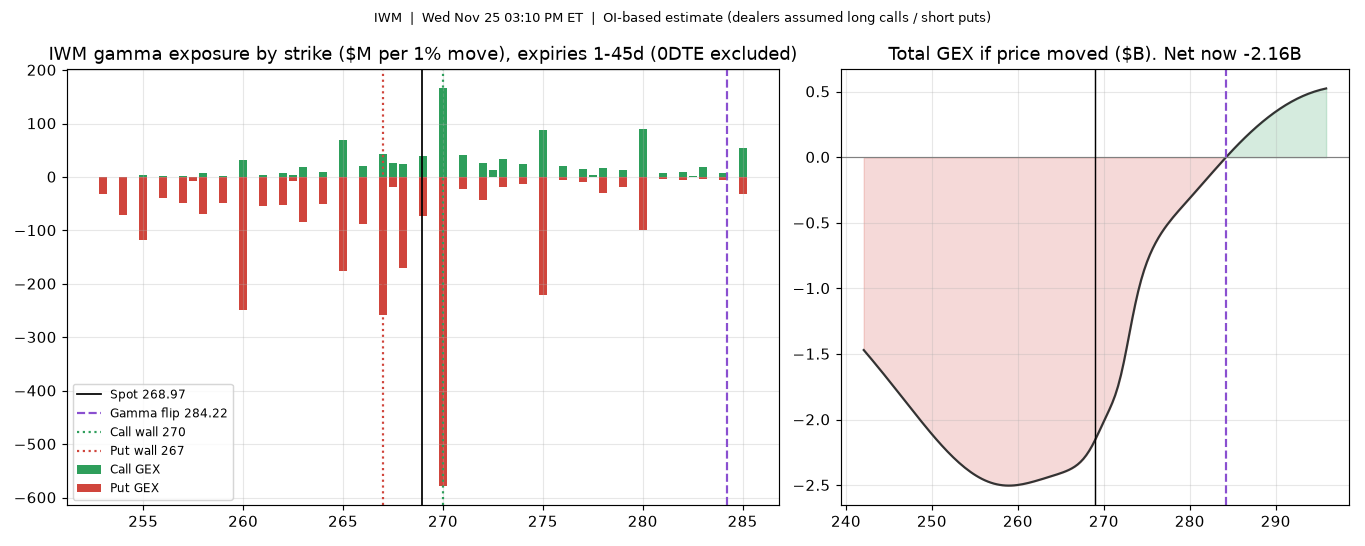 IWM | Wed Nov 25 03:10 PM ET | OI-based estimate (dealers assumed long calls / short puts)
IWM gamma exposure by strike ($M per 1% move), expiries 1-45d (0DTE excluded)
200
100
0
−100
−200
−300
−400
−500
−600
Spot 268.97
Gamma flip 284.22
Call wall 270
Put wall 267
Call GEX
Put GEX
255 260 265 270 275 280 285
Total GEX if price moved ($B). Net now -2.16B
0.5
0.0
−0.5
−1.0
−1.5
−2.0
−2.5
240 250 260 270 280 290